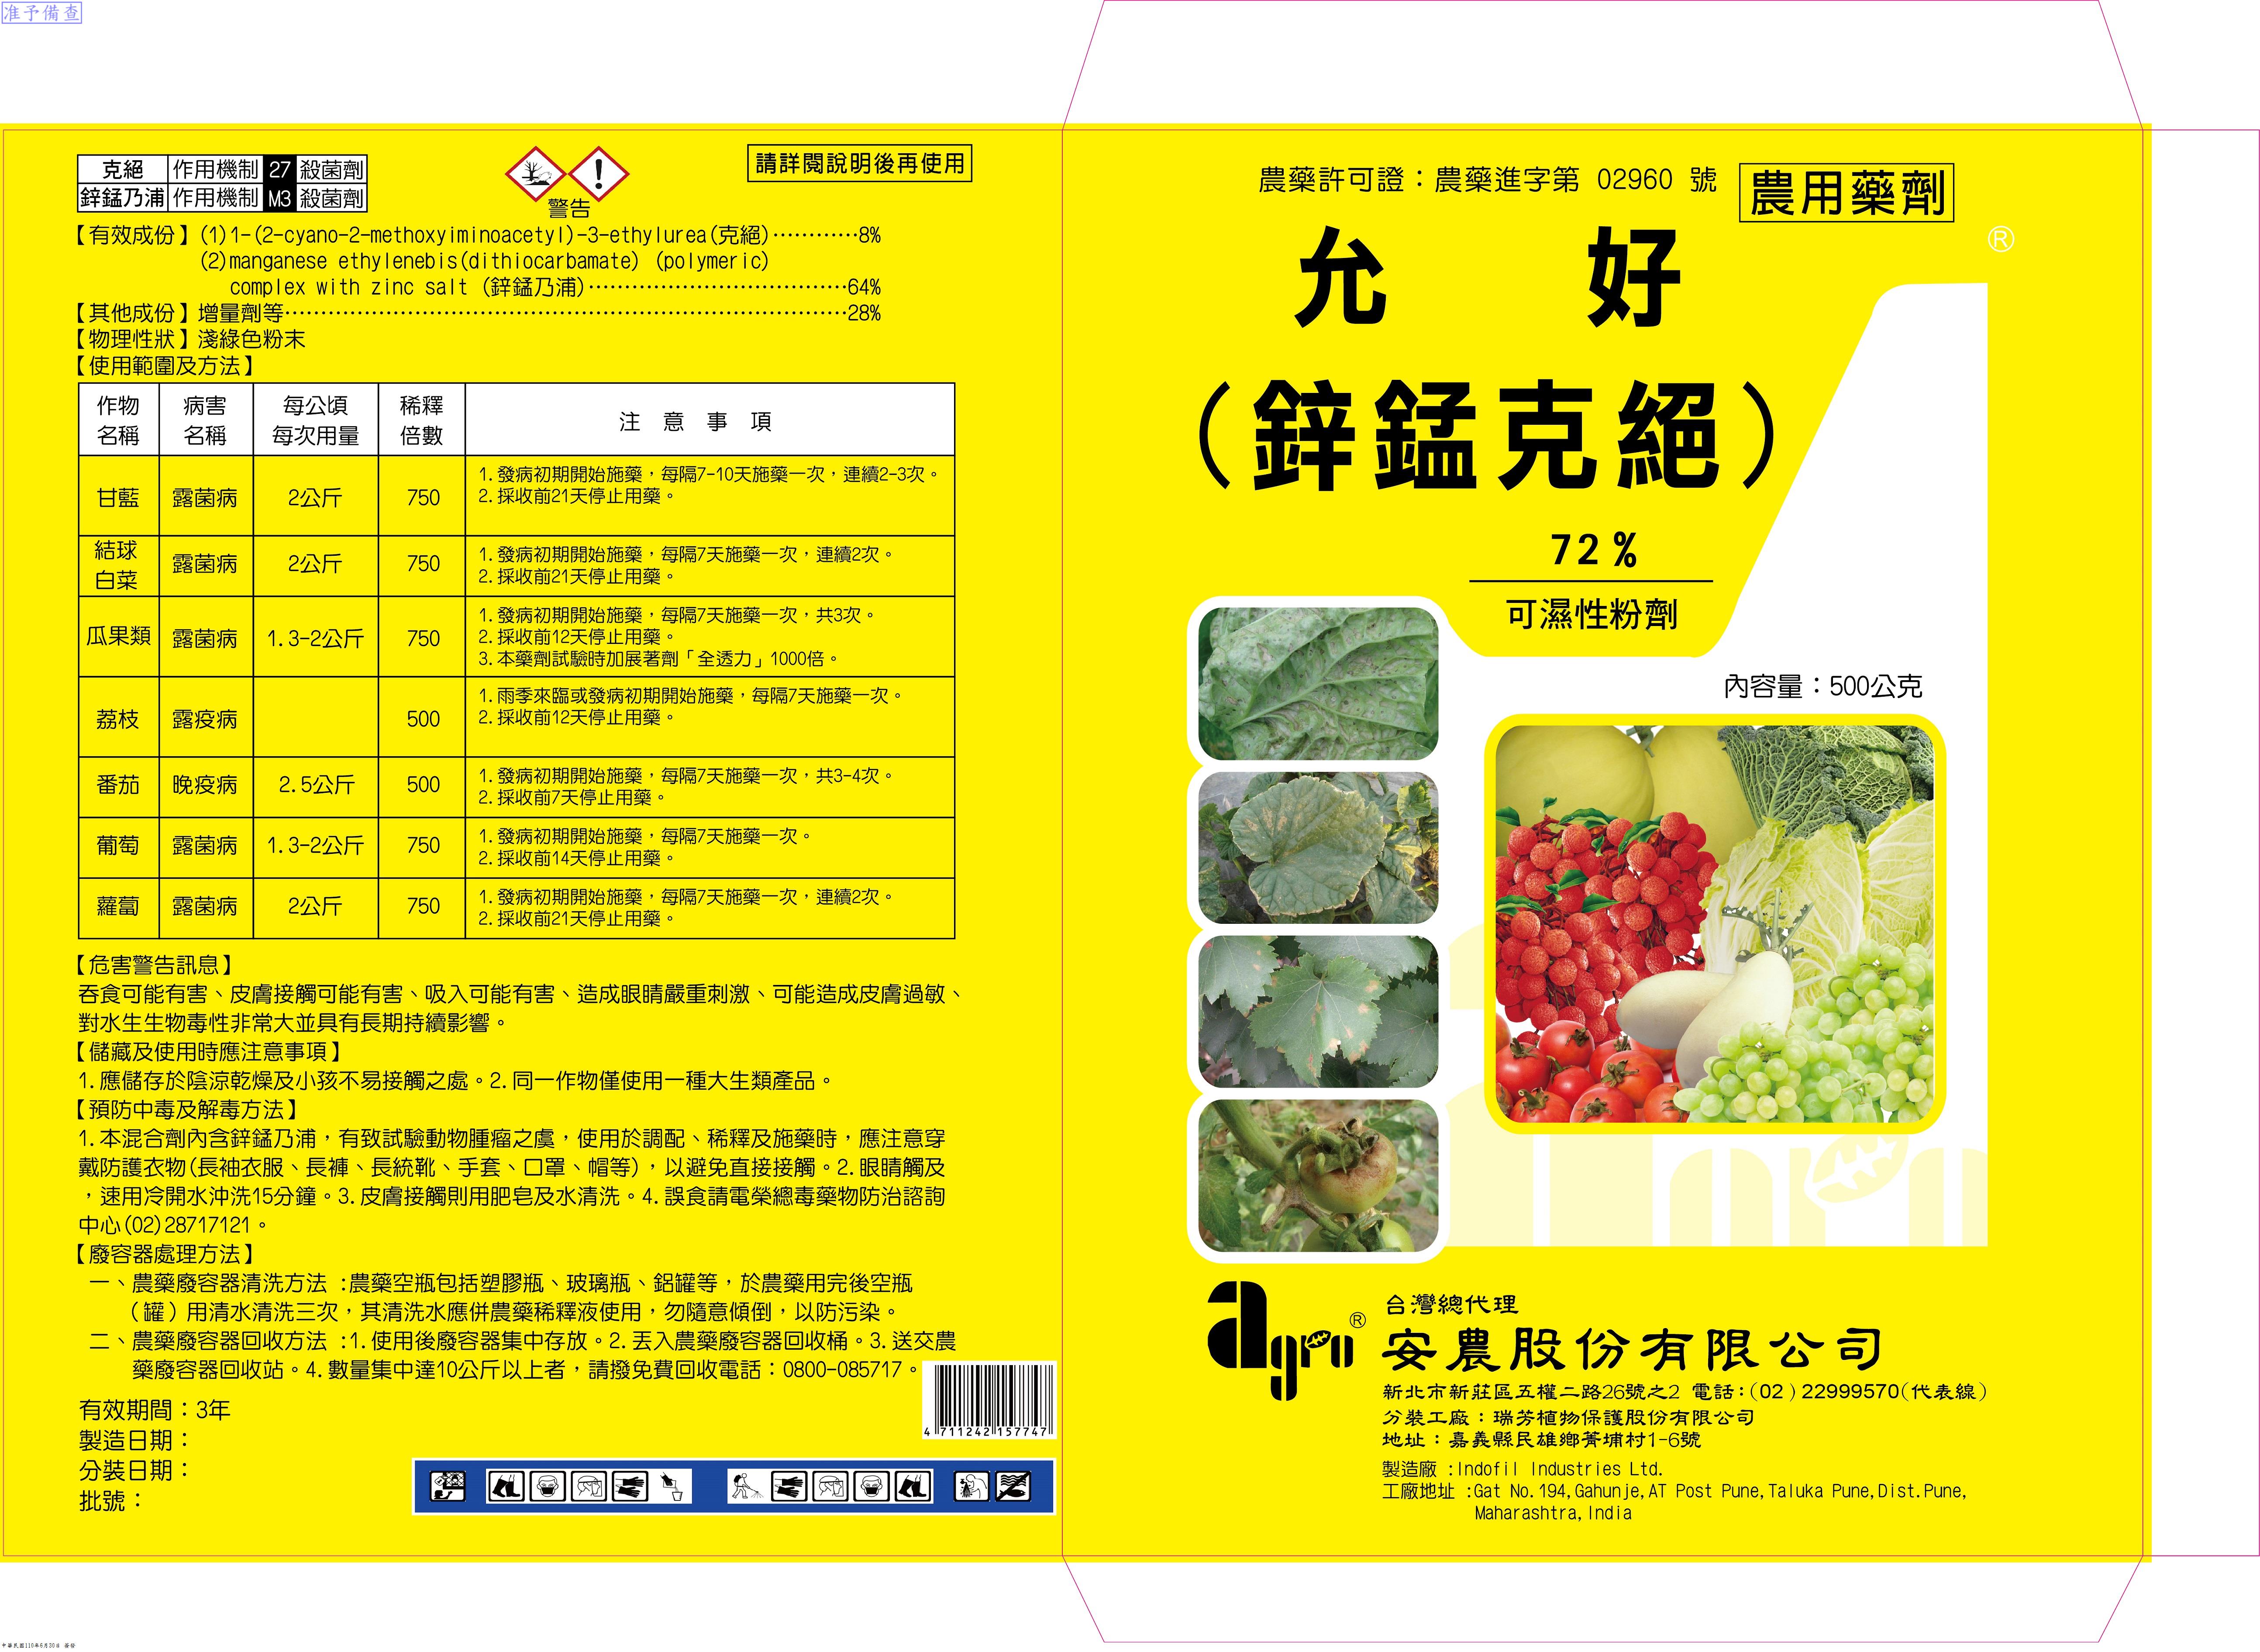 准予備查
克絕 作用機制 27 殺菌劑
鋅錳乃浦 作用機制 M3 殺菌劑
警告
請詳閱說明後再使用
【有效成份】(1)1-(2-cyano-2-methoxyiminoacetyl)-3-ethylurea(克絕)…………8%
(2)manganese ethylenebis(dithiocarbamate) (polymeric)
complex with zinc salt (鋅錳乃浦)………………………………64%
【其他成份】增量劑等……………………………………………………………………28%
【物理性狀】淺綠色粉末
【使用範圍及方法】
作物名稱 病害名稱 每公頃每次用量 稀釋倍數 注意事項
甘藍 露菌病 2公斤 750 1.發病初期開始施藥，每隔7-10天施藥一次，連續2-3次。
2.採收前21天停止用藥。
結球白菜 露菌病 2公斤 750 1.發病初期開始施藥，每隔7天施藥一次，連續2次。
2.採收前21天停止用藥。
瓜果類 露菌病 1.3-2公斤 750 1.發病初期開始施藥，每隔7天施藥一次，共3次。
2.採收前12天停止用藥。
3.本藥劑試驗時加展著劑「全透力」1000倍。
荔枝 露疫病 500 1.雨季來臨或發病初期開始施藥，每隔7天施藥一次。
2.採收前12天停止用藥。
番茄 晚疫病 2.5公斤 500 1.發病初期開始施藥，每隔7天施藥一次，共3-4次。
2.採收前7天停止用藥。
葡萄 露菌病 1.3-2公斤 750 1.發病初期開始施藥，每隔7天施藥一次。
2.採收前14天停止用藥。
蘿蔔 露菌病 2公斤 750 1.發病初期開始施藥，每隔7天施藥一次，連續2次。
2.採收前21天停止用藥。
【危害警告訊息】
吞食可能有害、皮膚接觸可能有害、吸入可能有害、造成眼睛嚴重刺激、可能造成皮膚過敏、
對水生生物毒性非常大並具有長期持續影響。
【儲藏及使用時應注意事項】
1.應儲存於陰涼乾燥及小孩不易接觸之處。2.同一作物僅使用一種大生類產品。
【預防中毒及解毒方法】
1.本混合劑內含鋅錳乃浦，有致試驗動物腫瘤之虞，使用於調配、稀釋及施藥時，應注意穿
戴防護衣物(長袖衣服、長褲、長統靴、手套、口罩、帽等)，以避免直接接觸。2.眼睛觸及
，速用冷開水沖洗15分鐘。3.皮膚接觸則用肥皂及水清洗。4.誤食請電榮總毒藥物防治諮詢
中心(02)28717121。
【廢容器處理方法】
一、農藥廢容器清洗方法 :農藥空瓶包括塑膠瓶、玻璃瓶、鋁罐等，於農藥用完後空瓶
（罐）用清水清洗三次，其清洗水應併農藥稀釋液使用，勿隨意傾倒，以防污染。
二、農藥廢容器回收方法 :1.使用後廢容器集中存放。2.丟入農藥廢容器回收桶。3.送交農
藥廢容器回收站。4.數量集中達10公斤以上者，請撥免費回收電話：0800-085717。
有效期間：3年
製造日期：
分裝日期：
批號：
4 711242 157747
農藥許可證：農藥進字第 02960 號
農用藥劑
®
允 好
(鋅錳克絕)
72%
可濕性粉劑
內容量：500公克
agro®
台灣總代理
安農股份有限公司
新北市新莊區五權二路26號之2 電話：(02)22999570(代表線)
分裝工廠：瑞芳植物保護股份有限公司
地址：嘉義縣民雄鄉菁埔村1-6號
製造廠 :Indofil Industries Ltd.
工廠地址 :Gat No.194,Gahunje,AT Post Pune,Taluka Pune,Dist.Pune,
Maharashtra,India
中華民國110年6月30日 簽發